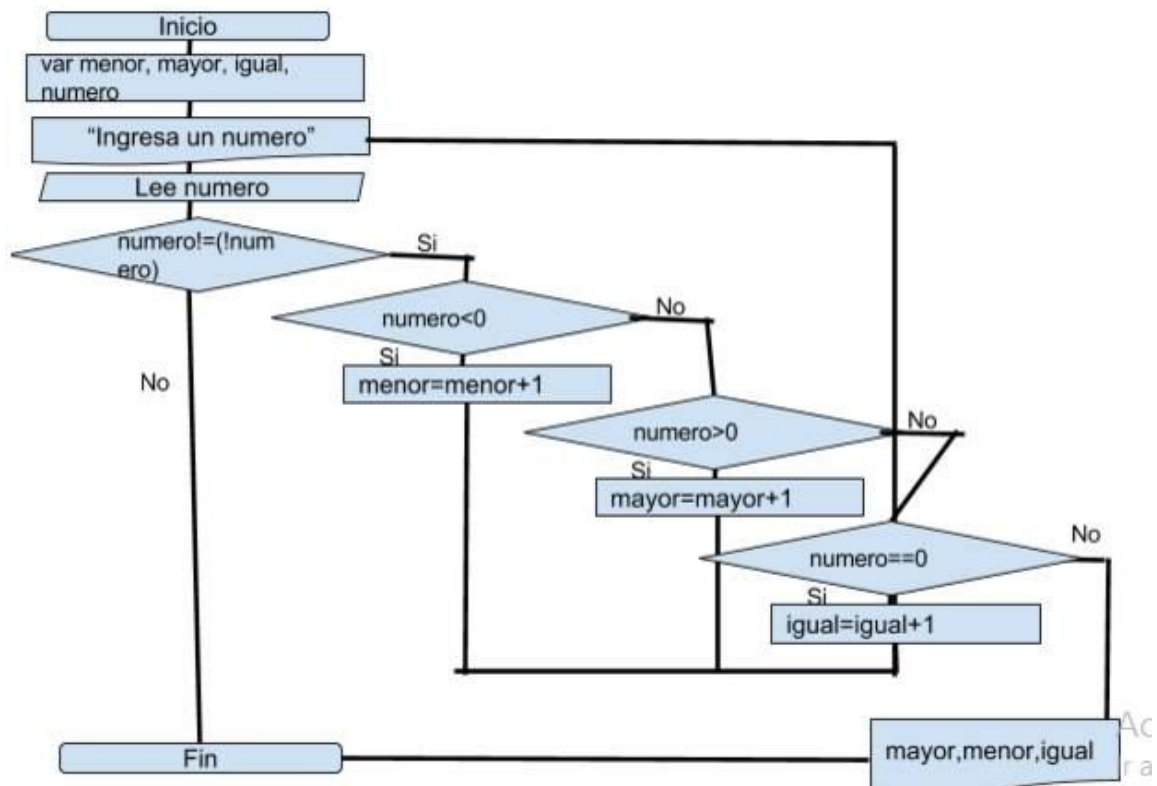 Inicio
var menor, mayor, igual,
numero
“Ingresa un numero”
Lee numero
numero!=(!num
ero)
Si
No
numero<0
No
Si
menor=menor+1
numero>0
No
Si
mayor=mayor+1
numero==0
No
Si
igual=igual+1
mayor,menor,igual
Fin